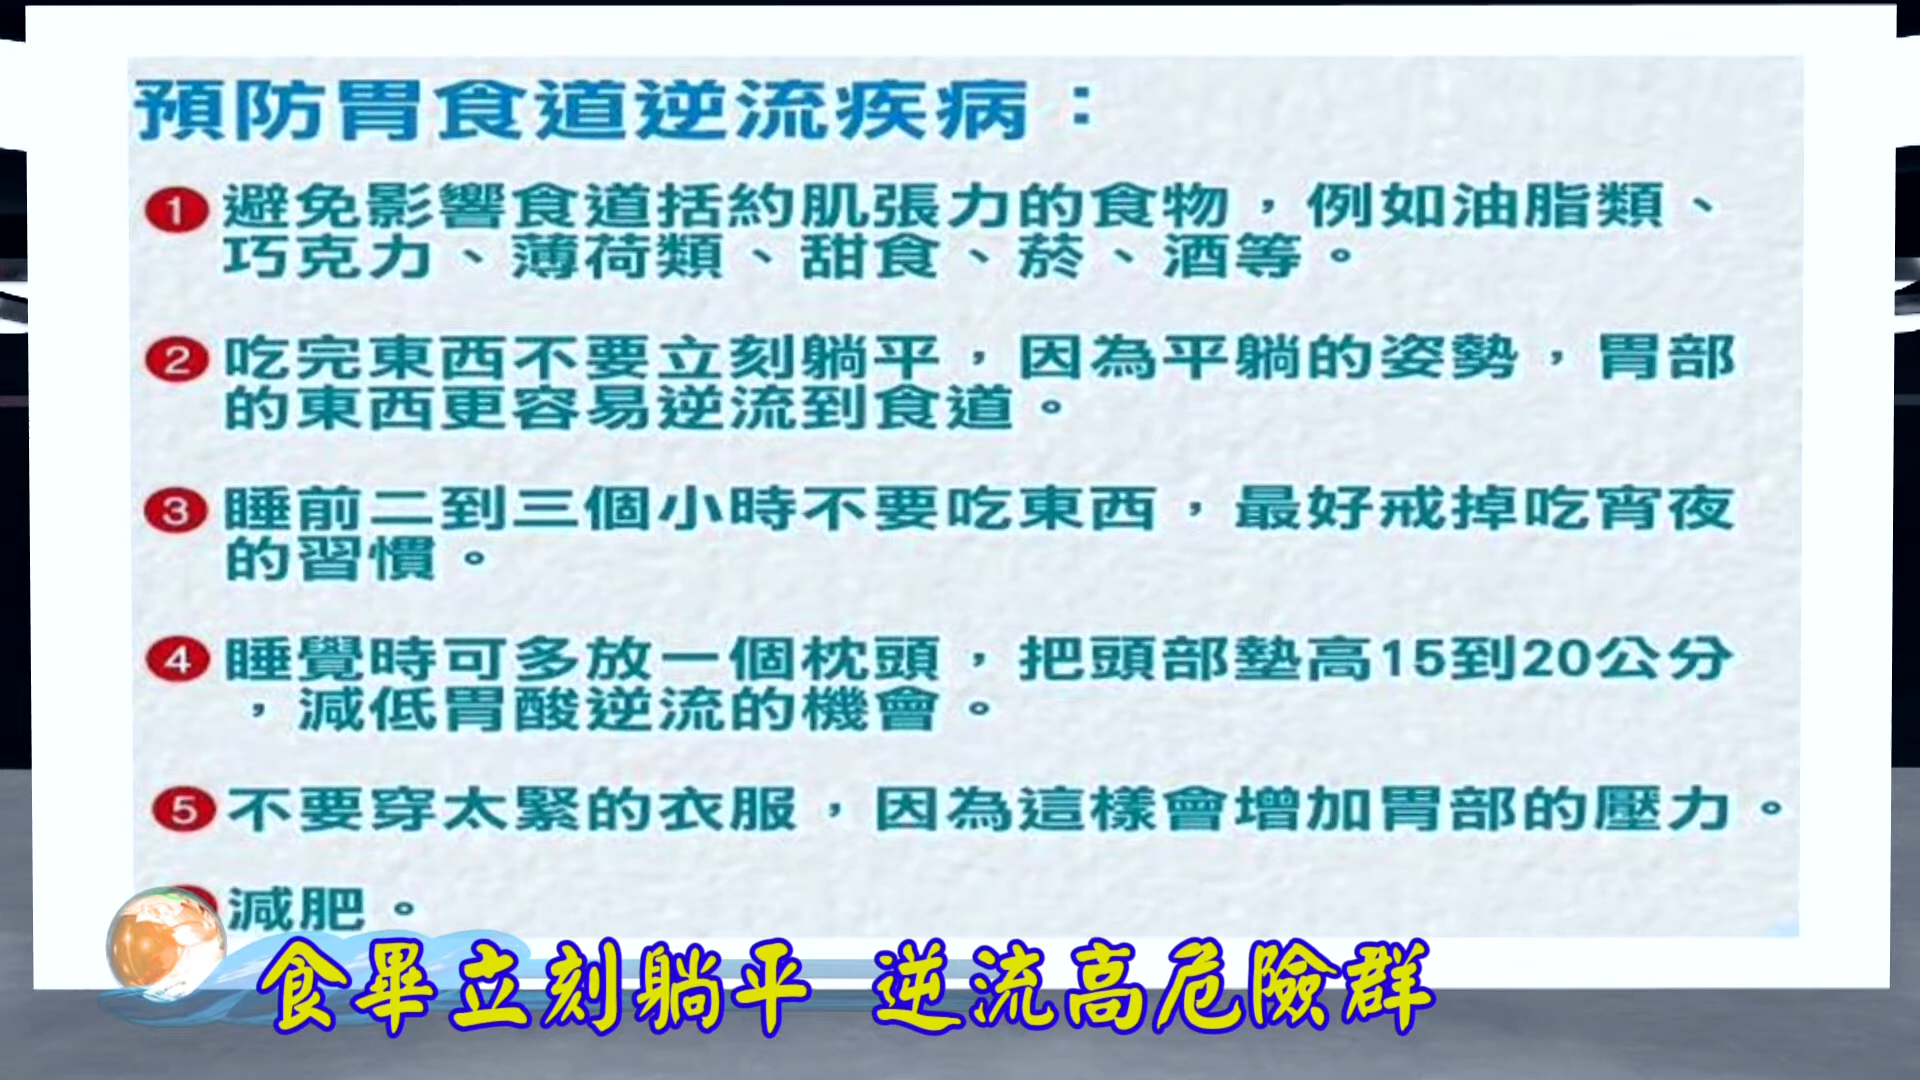 預防胃食道逆流疾病：
1 避免影響食道括約肌張力的食物，例如油脂類、
巧克力、薄荷類、甜食、菸、酒等。
2 吃完東西不要立刻躺平，因為平躺的姿勢，胃部
的東西更容易逆流到食道。
3 睡前二到三個小時不要吃東西，最好戒掉吃宵夜
的習慣。
4 睡覺時可多放一個枕頭，把頭部墊高15到20公分
，減低胃酸逆流的機會。
5 不要穿太緊的衣服，因為這樣會增加胃部的壓力。
減肥。
食畢立刻躺平 逆流高危險群